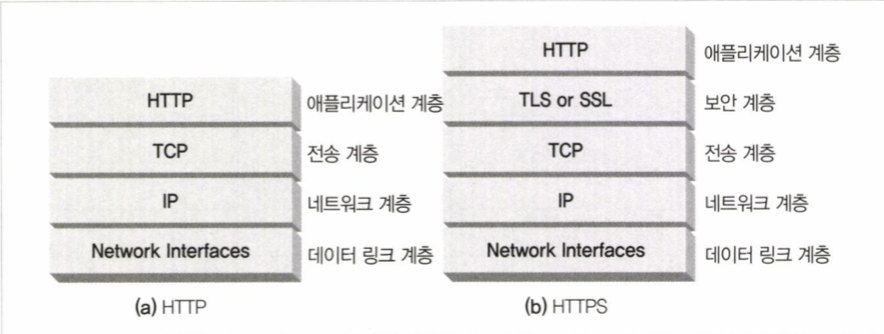 HTTP 애플리케이션 계층
TCP 전송 계층
IP 네트워크 계층
Network Interfaces 데이터 링크 계층
(a) HTTP
HTTP 애플리케이션 계층
TLS or SSL 보안 계층
TCP 전송 계층
IP 네트워크 계층
Network Interfaces 데이터 링크 계층
(b) HTTPS